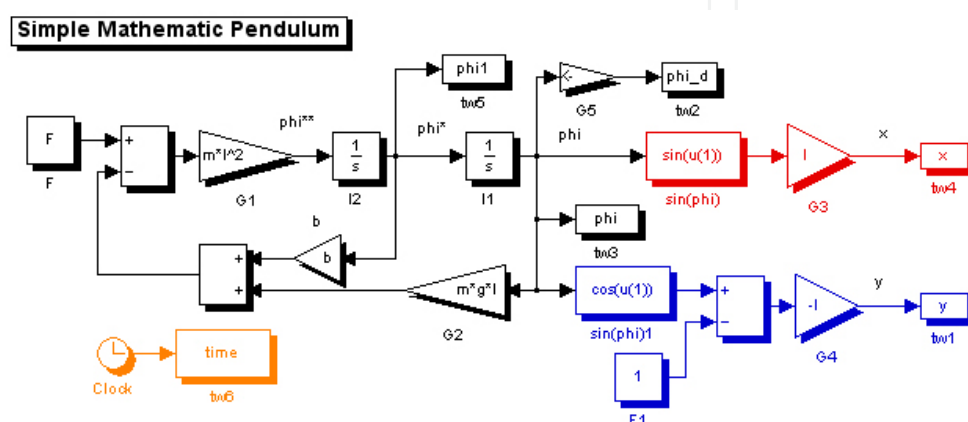 Simple Mathematic Pendulum
phi1
tw5
phi_d
tw2
G5
F
F
+
−
m*l^2
G1
phi**
1
s
I2
phi*
1
s
I1
phi
sin(u(1))
sin(phi)
l
G3
x
x
tw4
phi
tw3
b
b
+
+
m*g*l
G2
cos(u(1))
sin(phi)1
+
−
-l
G4
y
y
tw1
1
time
tw6
Clock